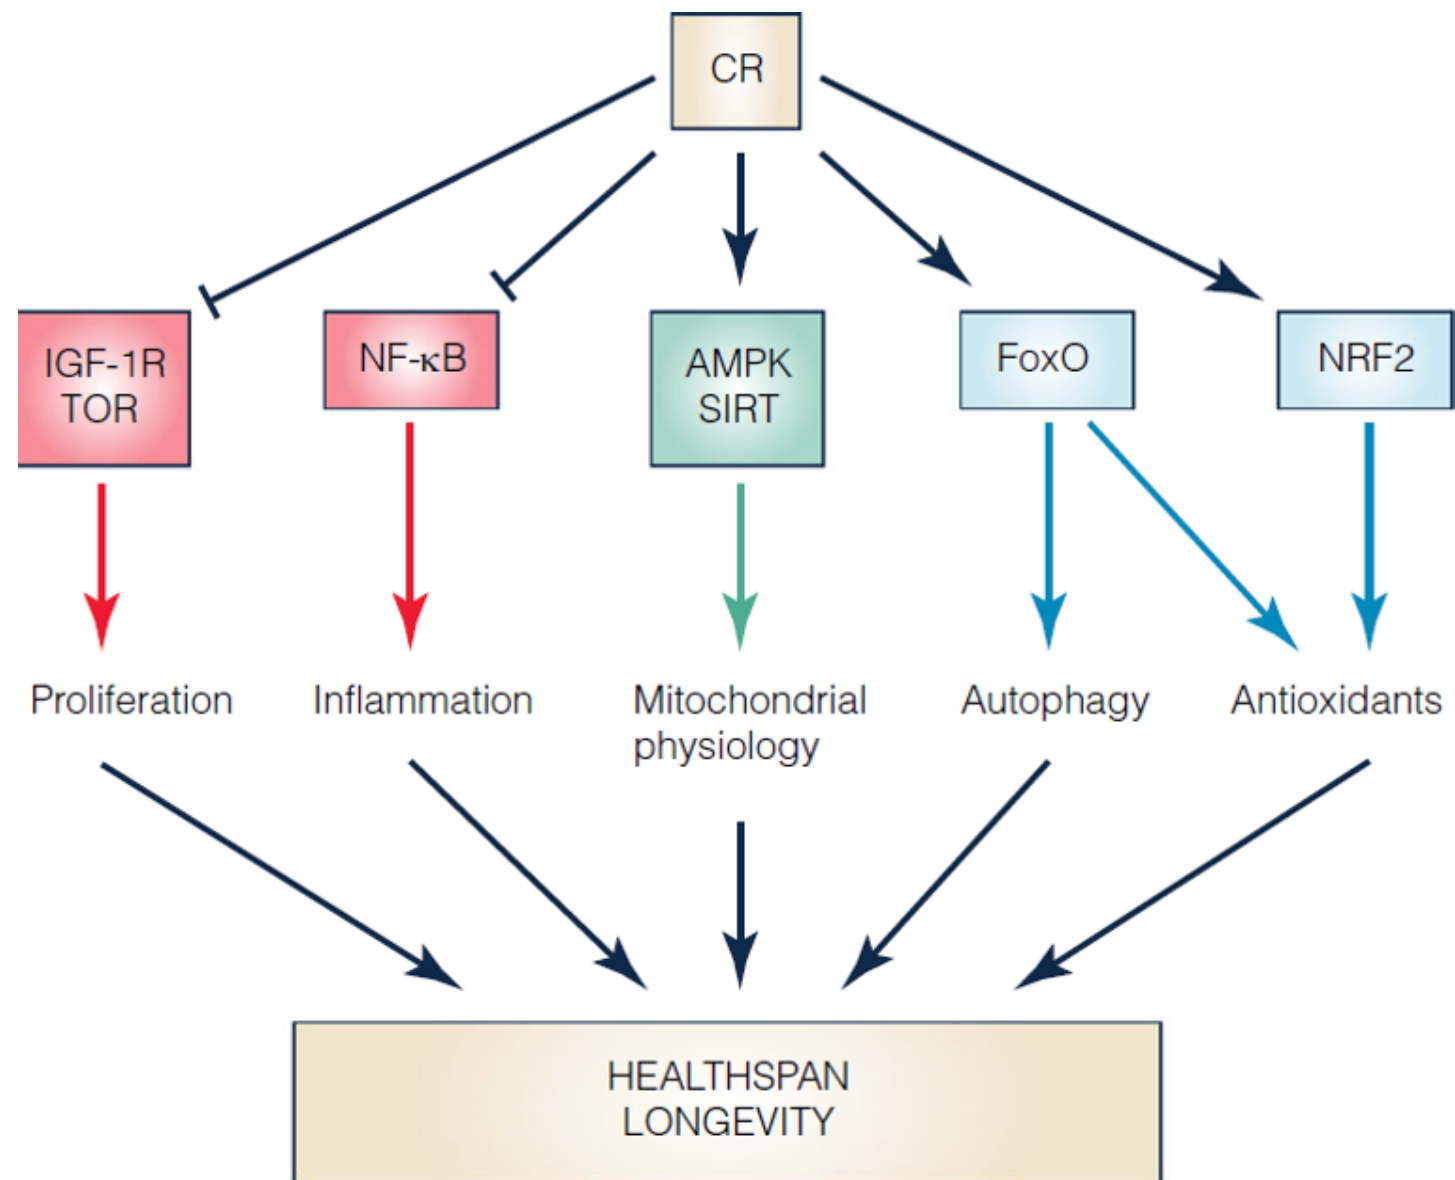 CR
IGF-1R
TOR
NF-κB
AMPK
SIRT
FoxO
NRF2
Proliferation
Inflammation
Mitochondrial
physiology
Autophagy
Antioxidants
HEALTHSPAN
LONGEVITY